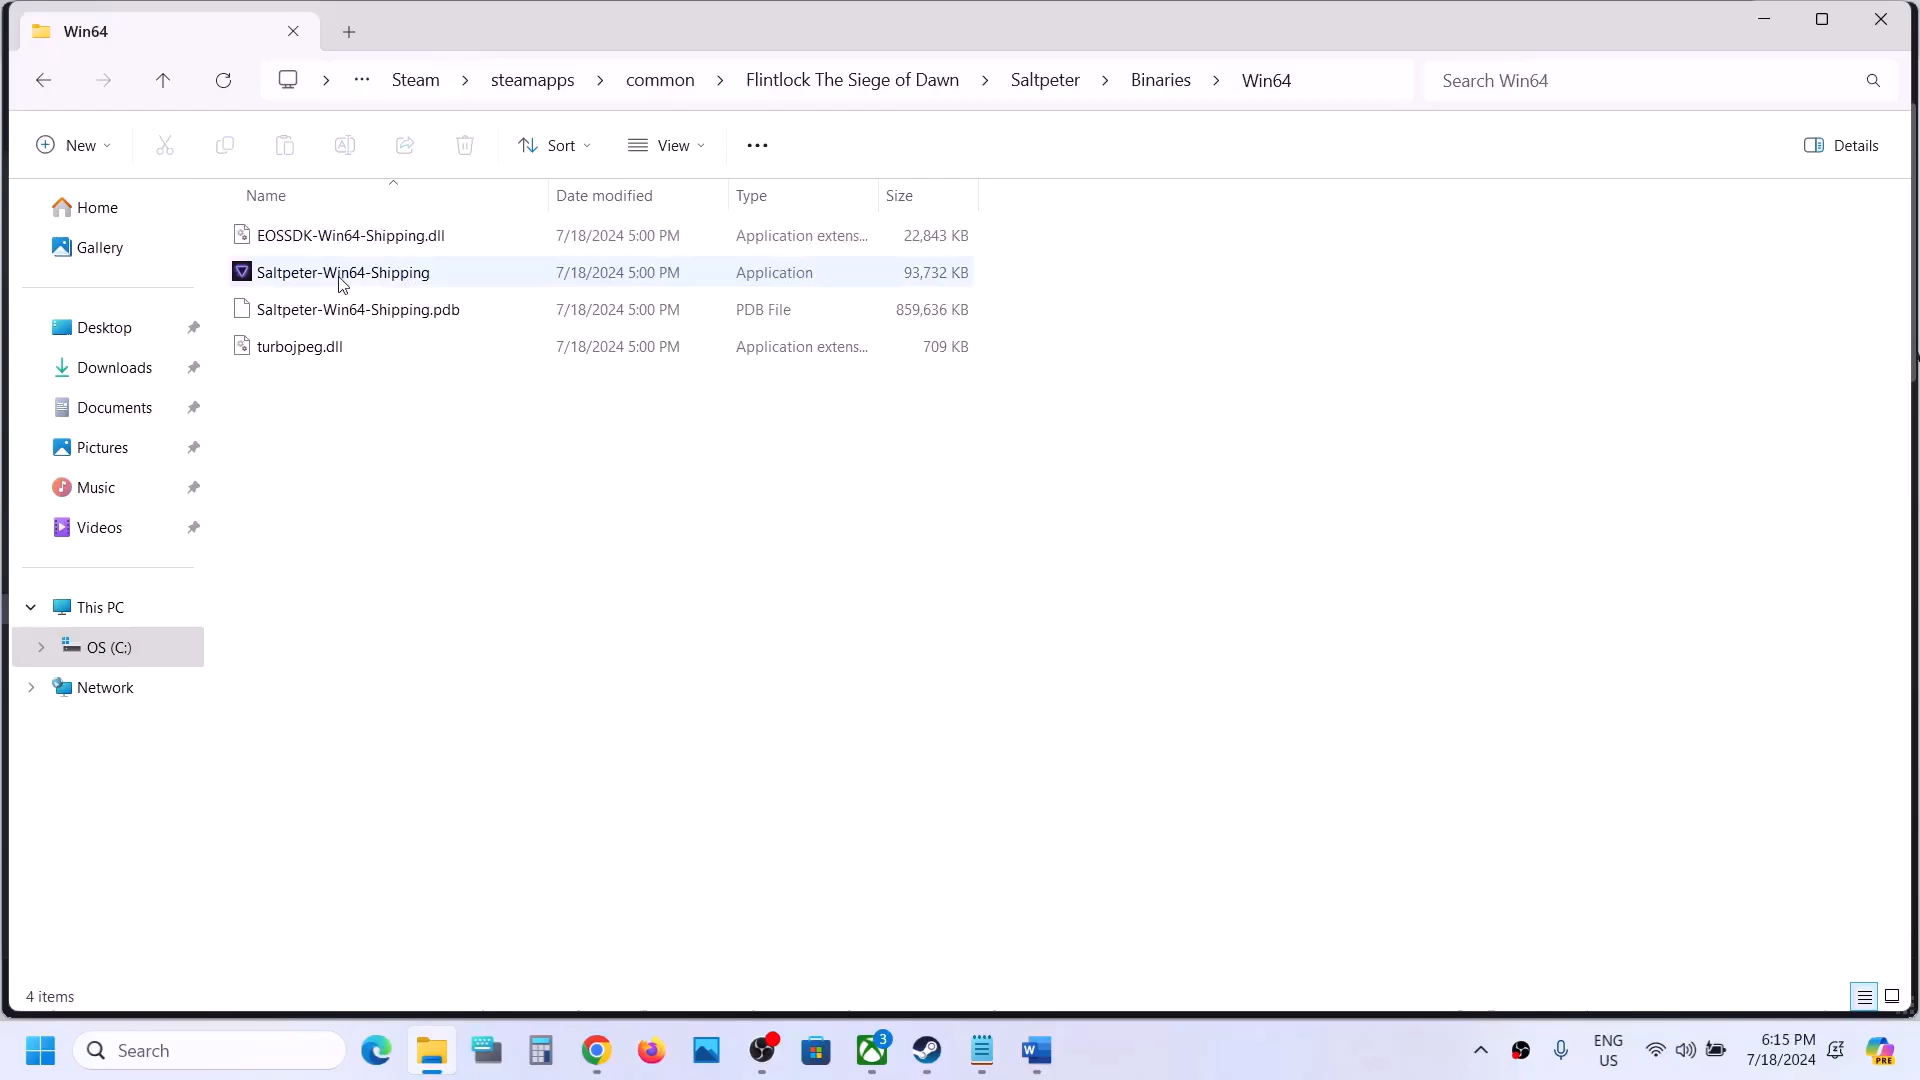 Win64
Steam > steamapps > common > Flintlock The Siege of Dawn > Saltpeter > Binaries > Win64
Search Win64
New
Sort
View
Details
Name Date modified Type Size
EOSSDK-Win64-Shipping.dll 7/18/2024 5:00 PM Application extens... 22,843 KB
Saltpeter-Win64-Shipping 7/18/2024 5:00 PM Application 93,732 KB
Saltpeter-Win64-Shipping.pdb 7/18/2024 5:00 PM PDB File 859,636 KB
turbojpeg.dll 7/18/2024 5:00 PM Application extens... 709 KB
Home
Gallery
Desktop
Downloads
Documents
Pictures
Music
Videos
This PC
OS (C:)
Network
4 items
Search
3
ENG
US
6:15 PM
7/18/2024
PRE